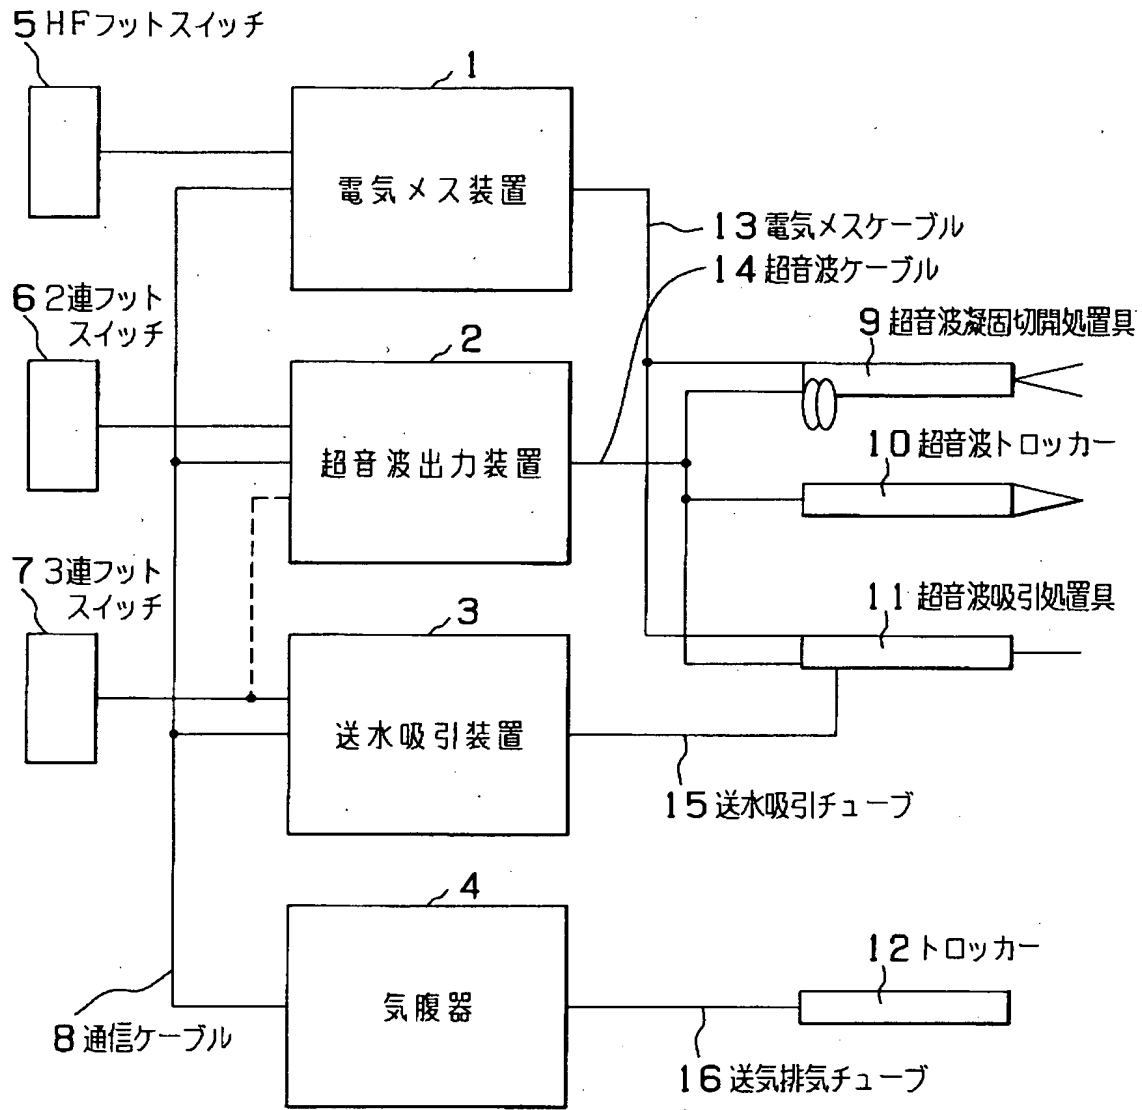 5 HFフットスイッチ
1
電気メス装置
13 電気メスケーブル
14 超音波ケーブル
6 2連フット
スイッチ
2
超音波出力装置
9 超音波凝固切開処置具
10 超音波トロッカー
7 3連フット
スイッチ
3
送水吸引装置
11 超音波吸引処置具
15 送水吸引チューブ
4
気腹器
12 トロッカー
8 通信ケーブル
16 送気排気チューブ